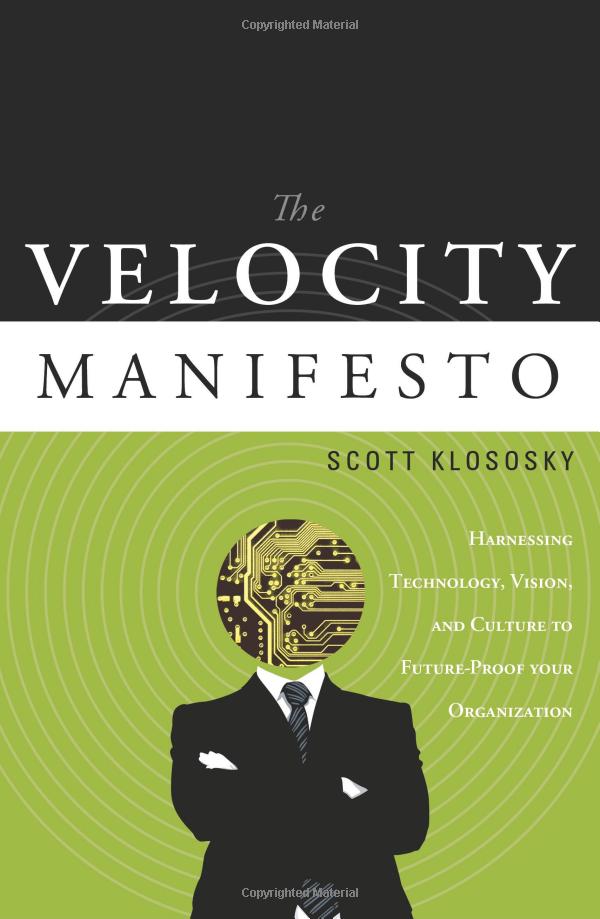 Copyrighted Material
The
VELOCITY
MANIFESTO
SCOTT KLOSOSKY
Harnessing
Technology, Vision,
and Culture to
Future-Proof your
Organization
Copyrighted Material